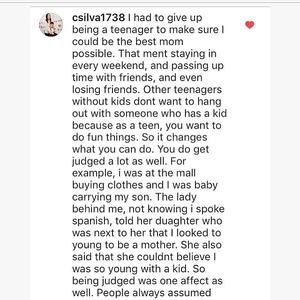 csilva1738 I had to give up
being a teenager to make sure I
could be the best mom
possible. That ment staying in
every weekend, and passing up
time with friends, and even
losing friends. Other teenagers
without kids dont want to hang
out with someone who has a kid
because as a teen, you want to
do fun things. So it changes
what you can do. You do get
judged a lot as well. For
example, i was at the mall
buying clothes and I was baby
carrying my son. The lady
behind me, not knowing i spoke
spanish, told her duaghter who
was next to her that I looked to
young to be a mother. She also
said that she couldnt believe I
was so young with a kid. So
being judged was one affect as
well. People always assumed